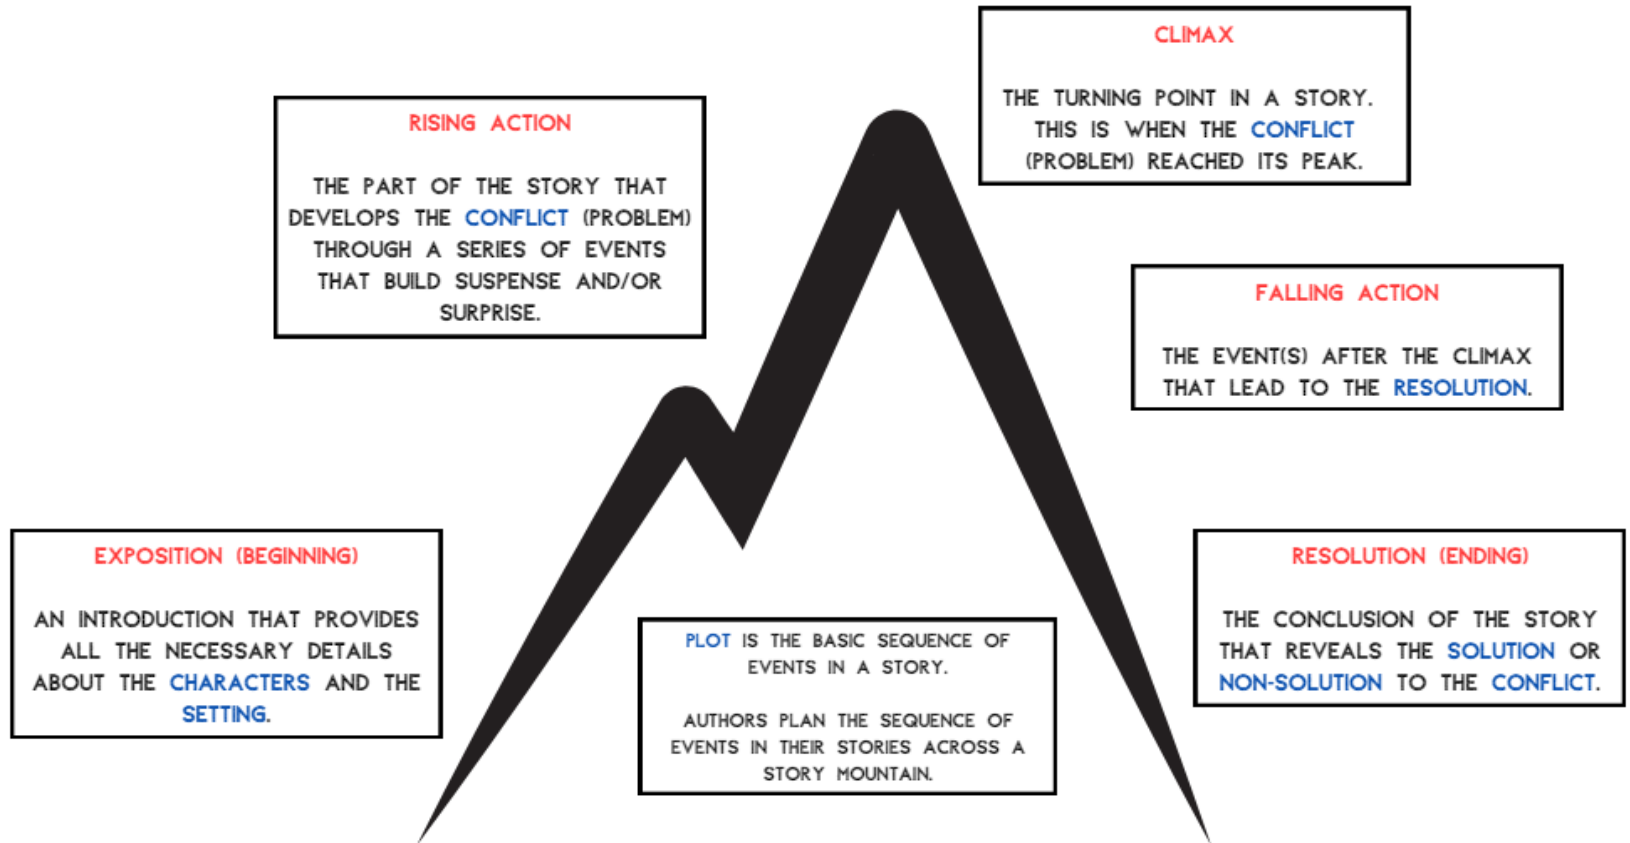 EXPOSITION (BEGINNING)
AN INTRODUCTION THAT PROVIDES
ALL THE NECESSARY DETAILS
ABOUT THE CHARACTERS AND THE
SETTING.
RISING ACTION
THE PART OF THE STORY THAT
DEVELOPS THE CONFLICT (PROBLEM)
THROUGH A SERIES OF EVENTS
THAT BUILD SUSPENSE AND/OR
SURPRISE.
CLIMAX
THE TURNING POINT IN A STORY.
THIS IS WHEN THE CONFLICT
(PROBLEM) REACHED ITS PEAK.
FALLING ACTION
THE EVENT(S) AFTER THE CLIMAX
THAT LEAD TO THE RESOLUTION.
RESOLUTION (ENDING)
THE CONCLUSION OF THE STORY
THAT REVEALS THE SOLUTION OR
NON-SOLUTION TO THE CONFLICT.
PLOT IS THE BASIC SEQUENCE OF
EVENTS IN A STORY.
AUTHORS PLAN THE SEQUENCE OF
EVENTS IN THEIR STORIES ACROSS A
STORY MOUNTAIN.